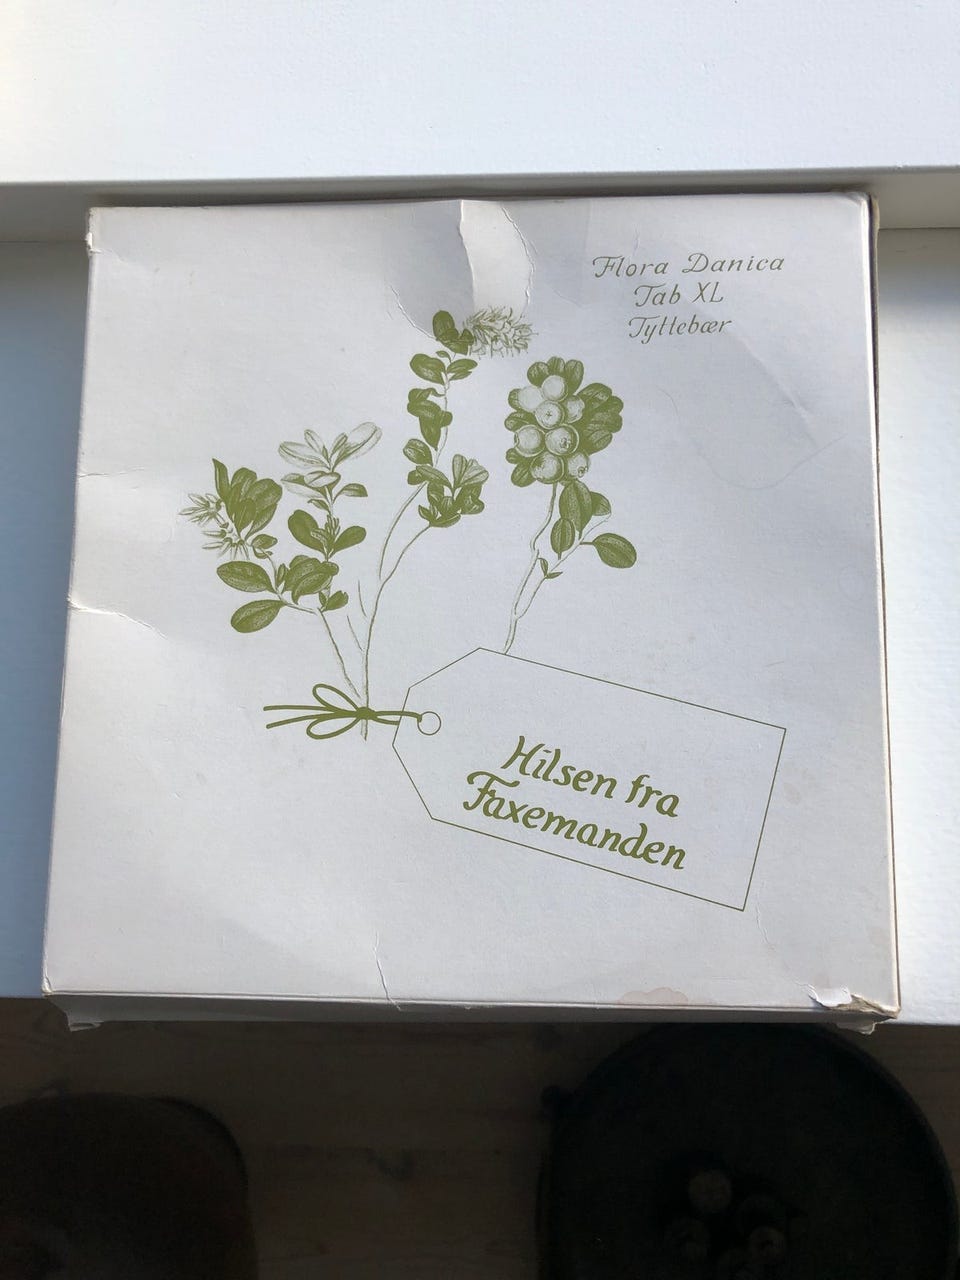 Flora Danica
Tab XL
Tyttebær
Hilsen fra
Faxemanden